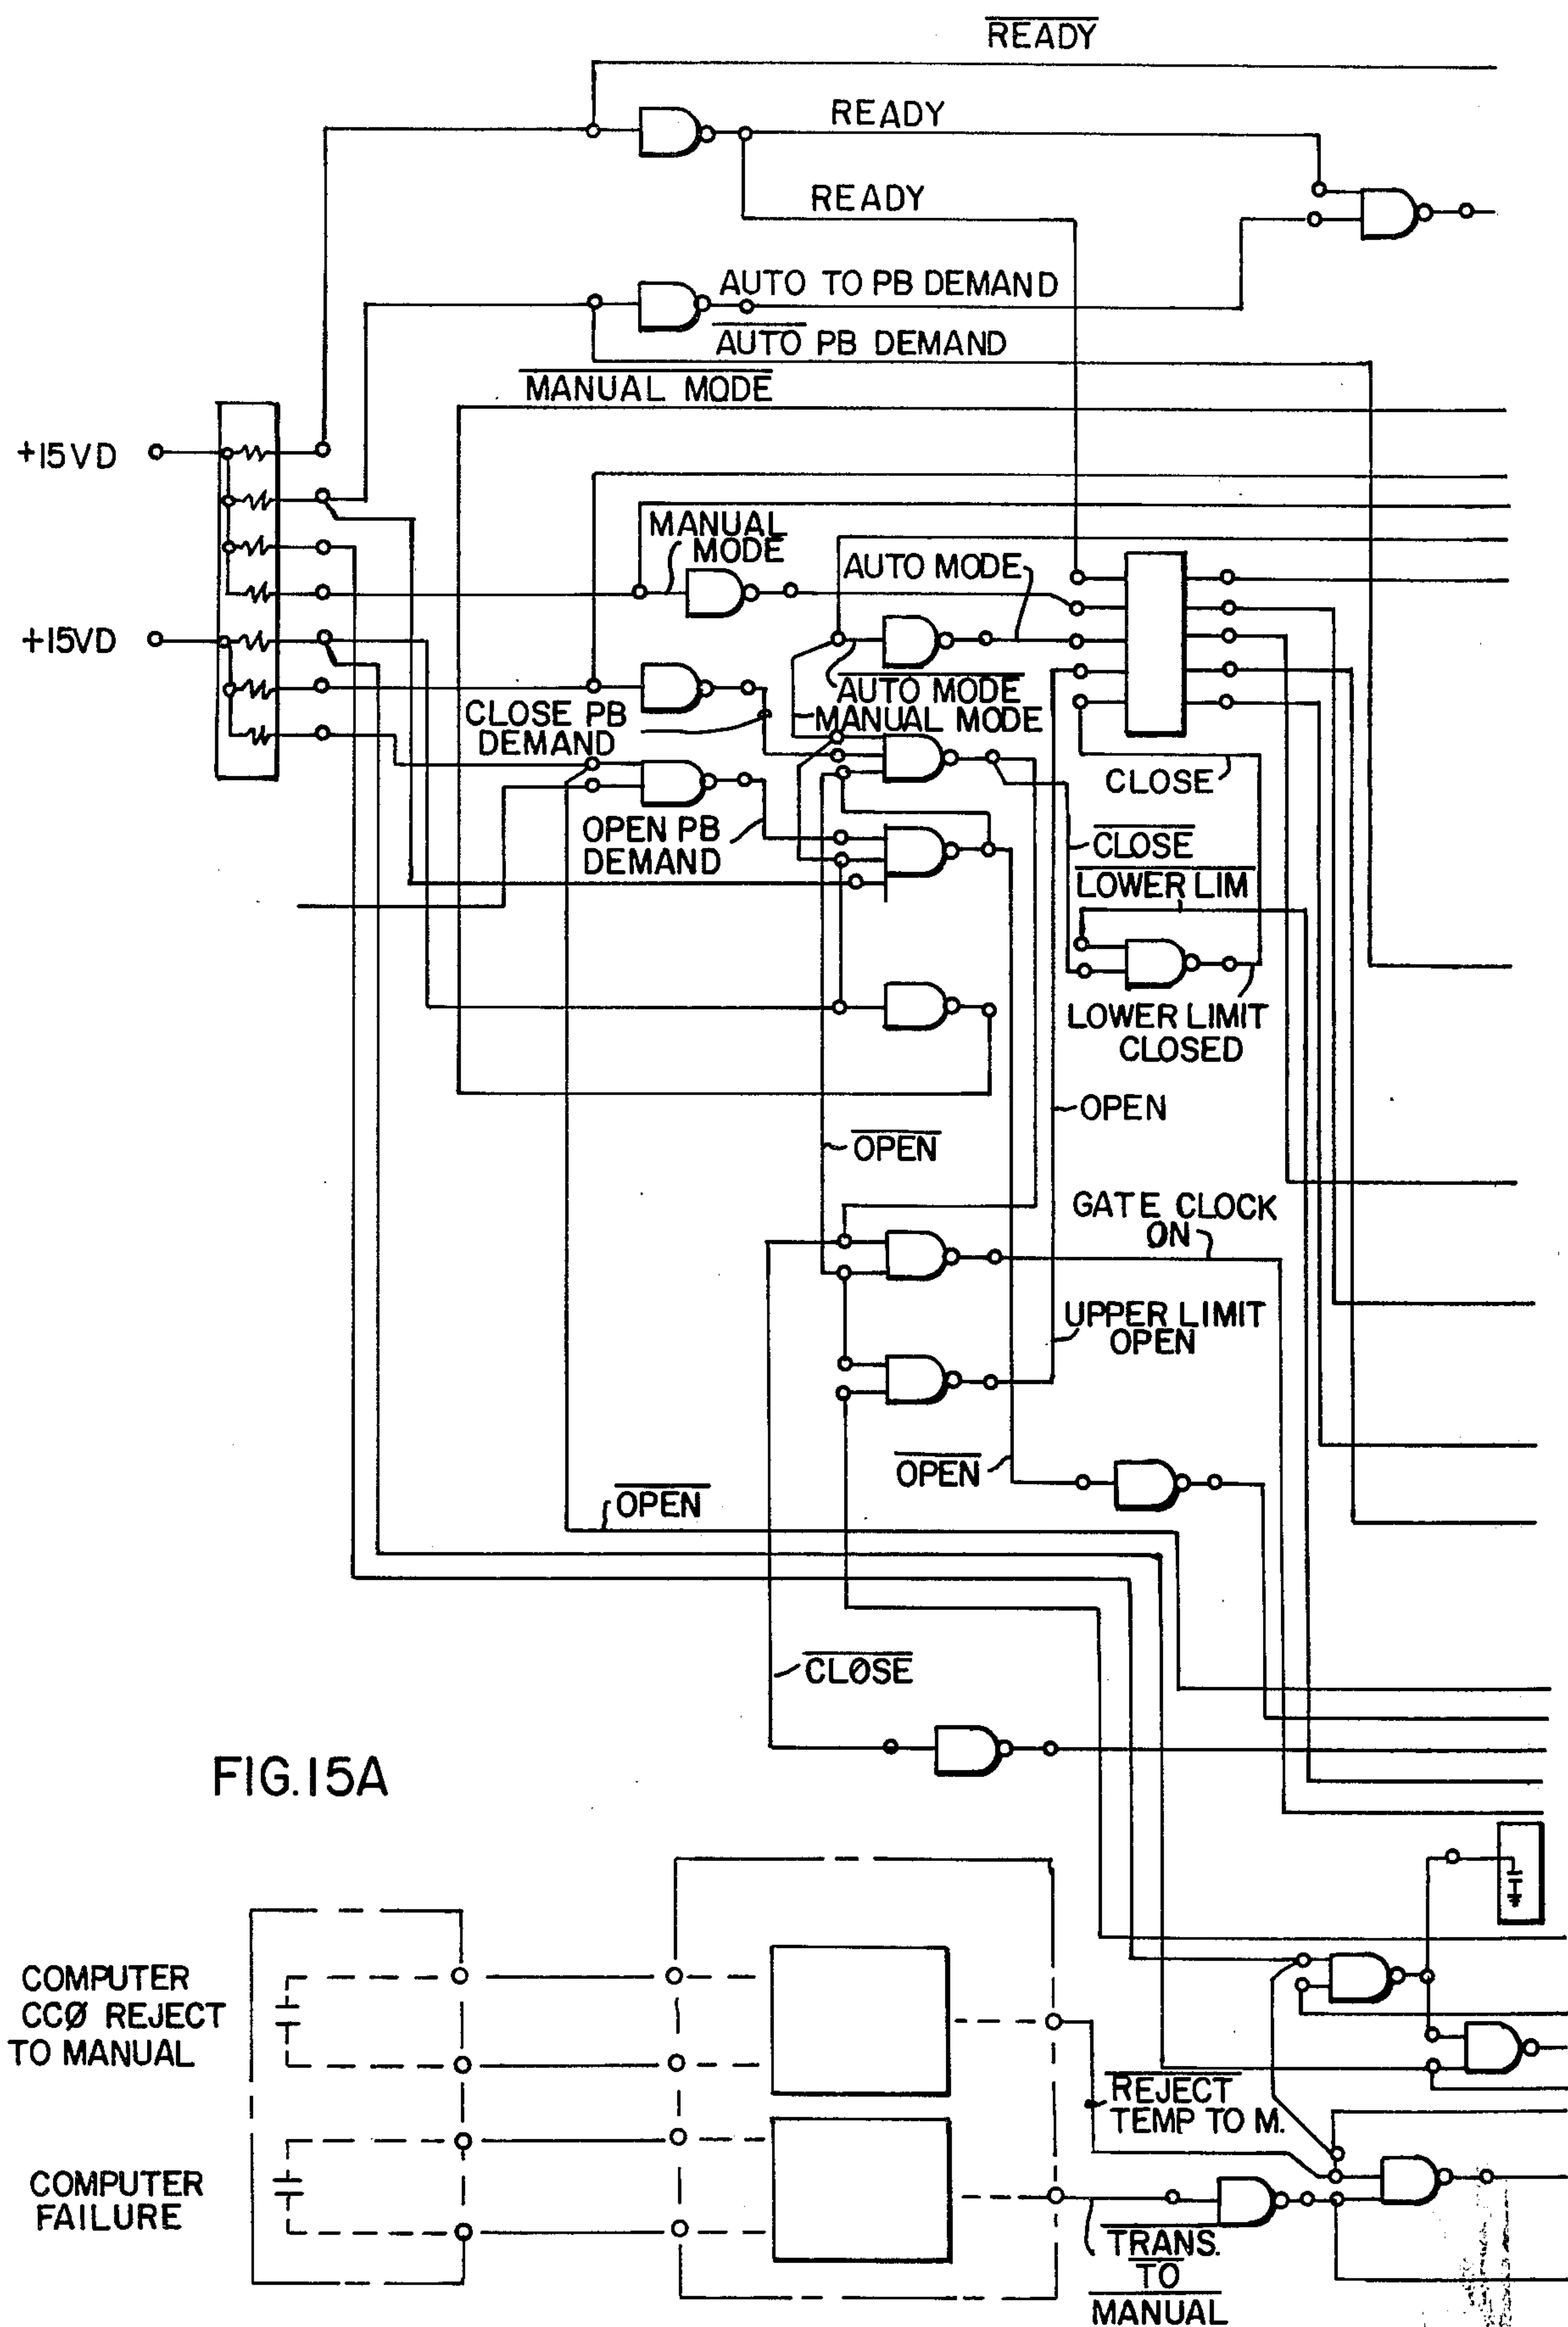 READY
READY
READY
AUTO TO PB DEMAND
AUTO PB DEMAND
MANUAL MODE
+15VD
MANUAL
MODE
AUTO MODE
+15VD
AUTO MODE
MANUAL MODE
CLOSE PB
DEMAND
CLOSE
OPEN PB
DEMAND
CLOSE
LOWER LIM
LOWER LIMIT
CLOSED
OPEN
OPEN
GATE CLOCK
ON
UPPER LIMIT
OPEN
OPEN
OPEN
CLØSE
FIG.15A
COMPUTER
CCØ REJECT
TO MANUAL
REJECT
TEMP TO M.
COMPUTER
FAILURE
TRANS.
TO
MANUAL